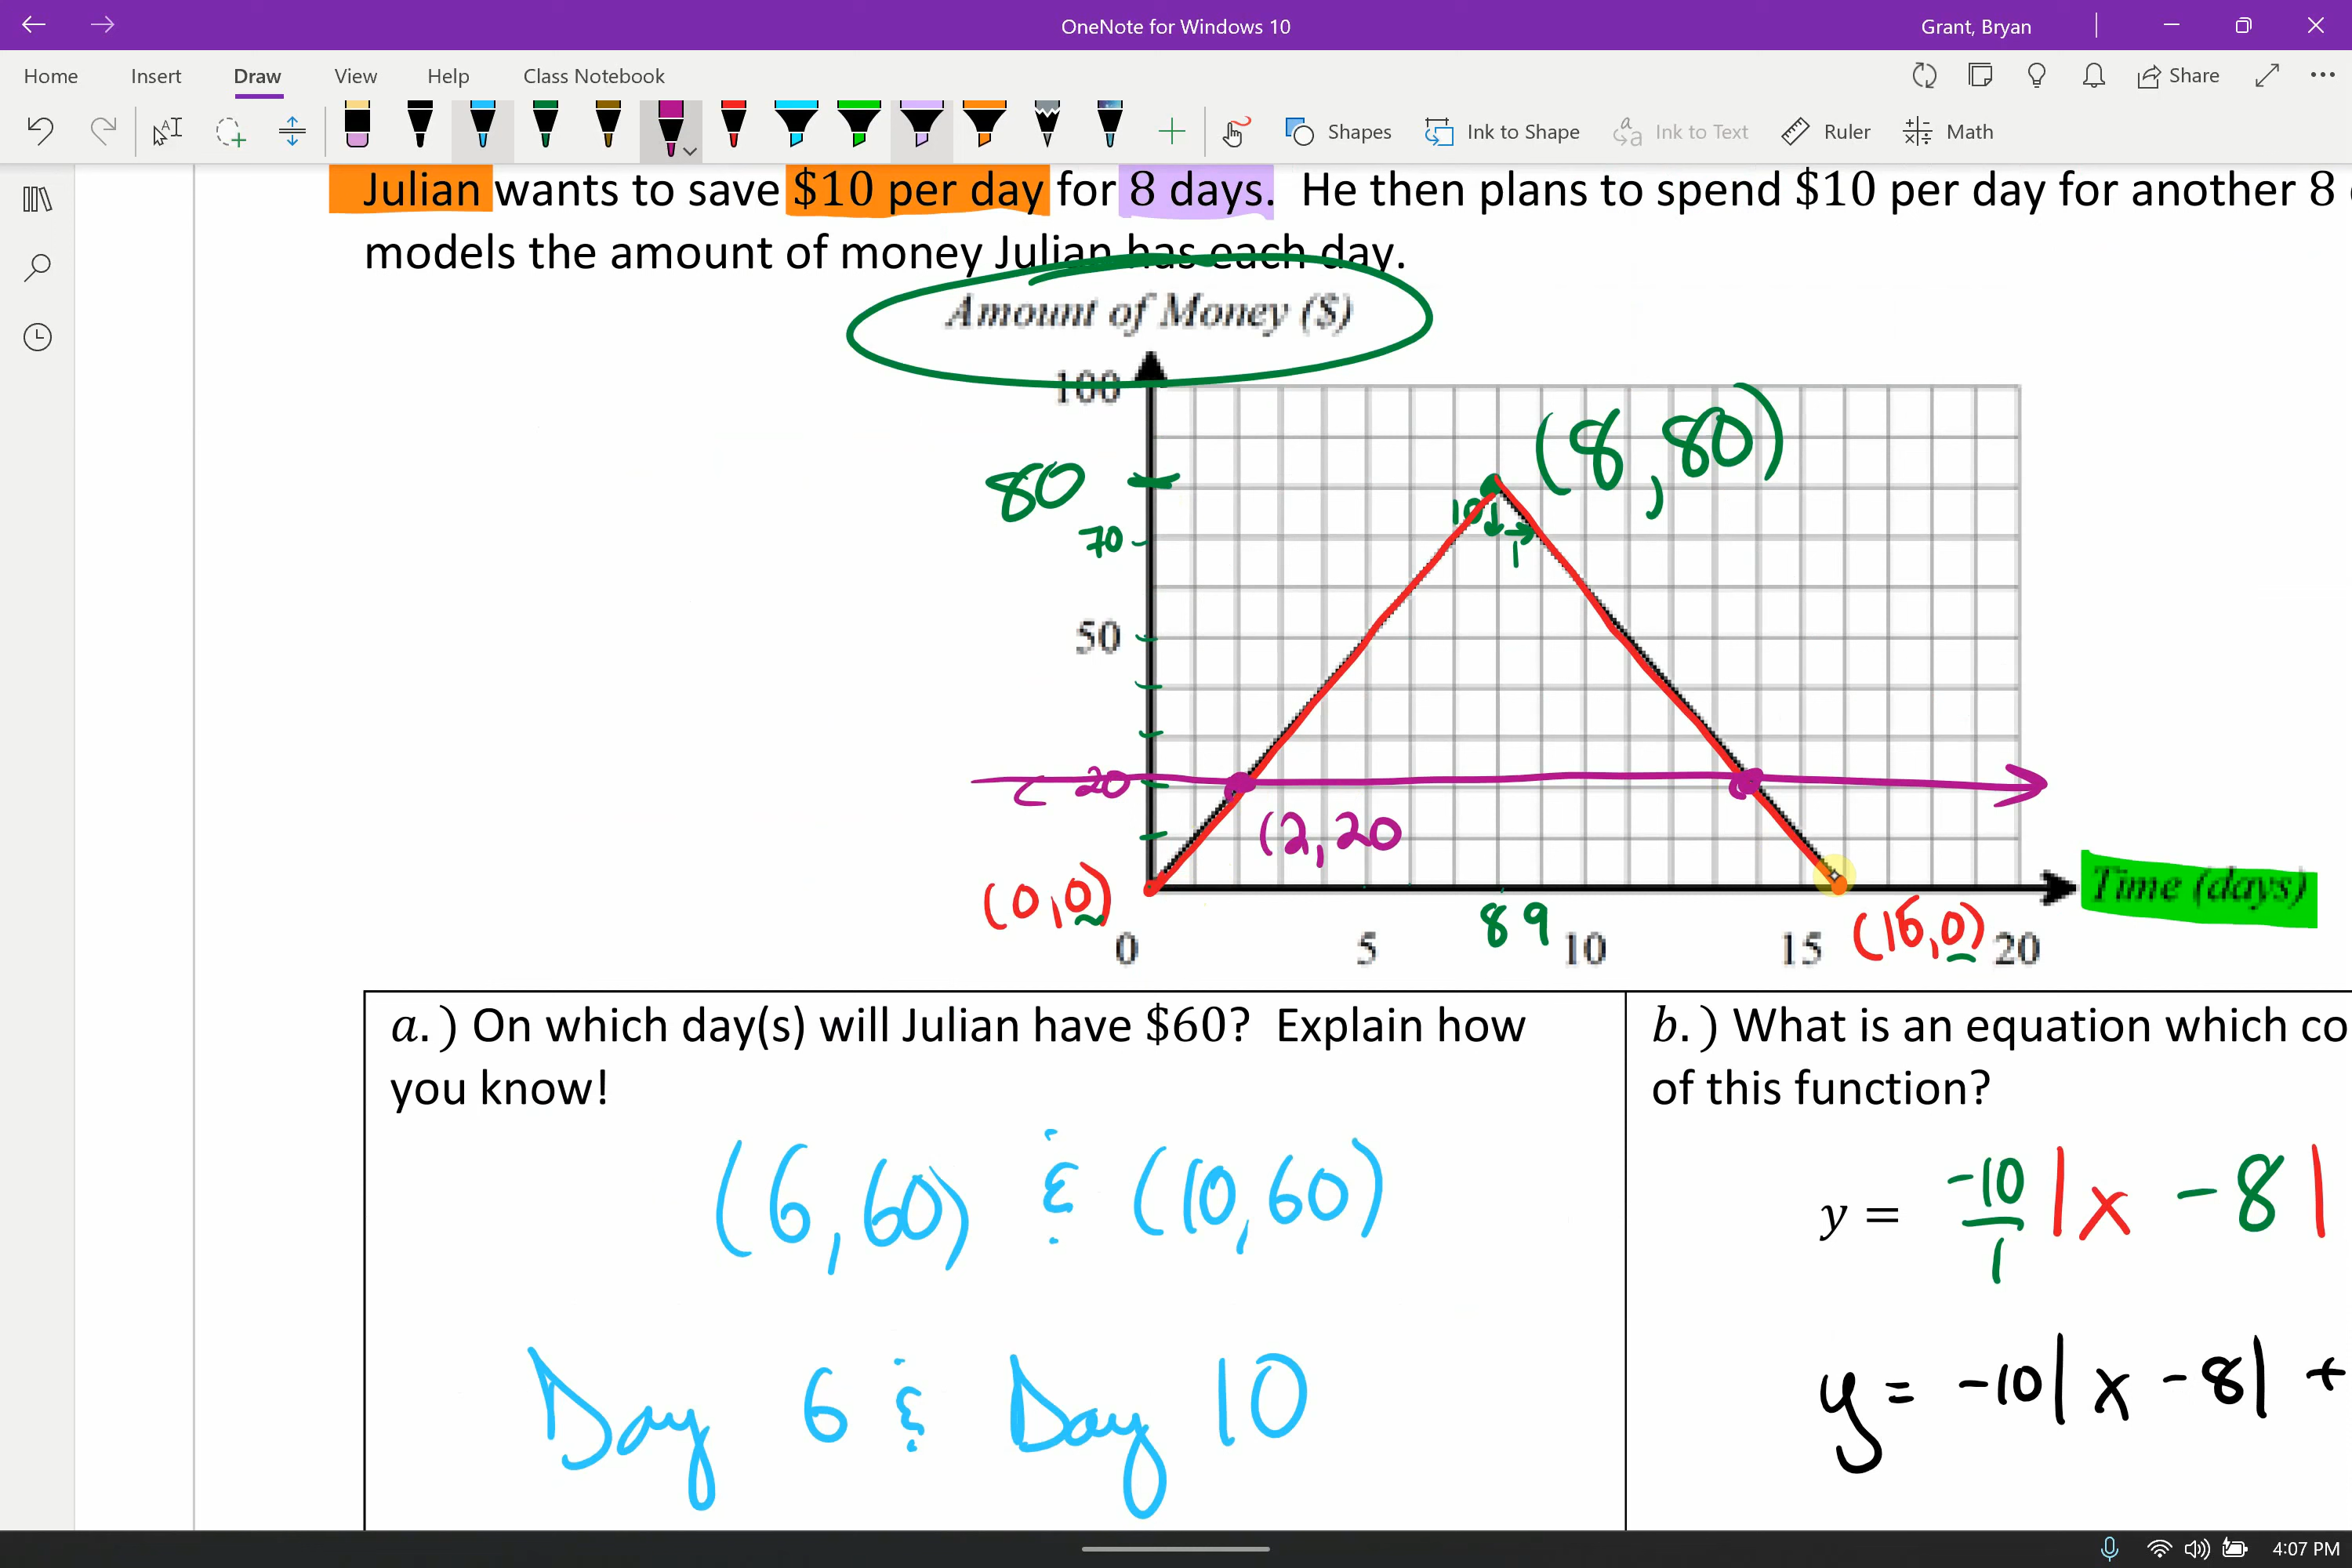 OneNote for Windows 10
Grant, Bryan
Home Insert Draw View Help Class Notebook Share
Shapes Ink to Shape Ink to Text Ruler Math
Julian wants to save $10 per day for 8 days. He then plans to spend $10 per day for another 8
models the amount of money Julian has each day.
Amount of Money ($)
100
(8,80)
80
10
70
1
50
20
(2,20
(0,0)
Time (days)
8 9
(16,0)
0 5 10 15 20
a.) On which day(s) will Julian have $60? Explain how
you know!
(6,60) & (10,60)
Day 6 & Day 10
b.) What is an equation which co
of this function?
y = -10/1 |x -8|
y = -10|x -8| +
4:07 PM